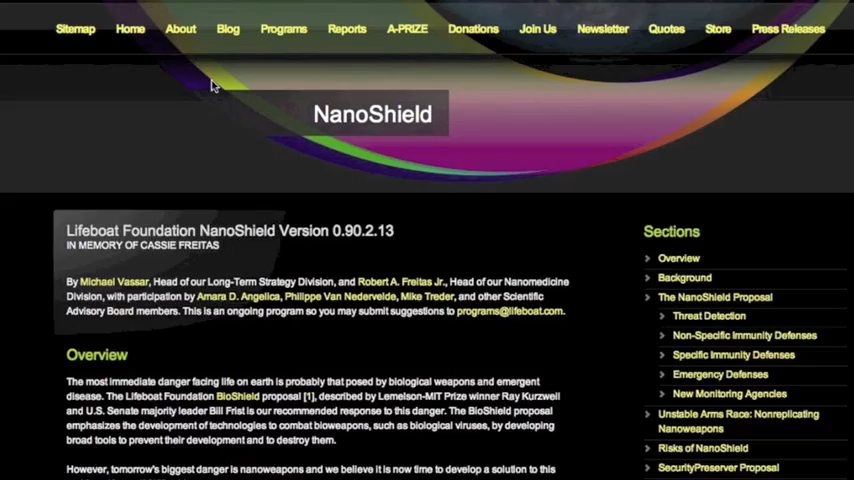 Sitemap Home About Blog Programs Reports A-PRIZE Donations Join Us Newsletter Quotes Store Press Releases
NanoShield
Lifeboat Foundation NanoShield Version 0.90.2.13
IN MEMORY OF CASSIE FREITAS
By Michael Vassar, Head of our Long-Term Strategy Division, and Robert A. Freitas Jr., Head of our Nanomedicine
Division, with participation by Amara D. Angelica, Philippe Van Nedervelde, Mike Treder, and other Scientific
Advisory Board members. This is an ongoing program so you may submit suggestions to programs@lifeboat.com.
Overview
The most immediate danger facing life on earth is probably that posed by biological weapons and emergent
disease. The Lifeboat Foundation BioShield proposal [1], described by Lemelson-MIT Prize winner Ray Kurzweil
and U.S. Senate majority leader Bill Frist is our recommended response to this danger. The BioShield proposal
emphasizes the development of technologies to combat bioweapons, such as biological viruses, by developing
broad tools to prevent their development and to destroy them.
However, tomorrow's biggest danger is nanoweapons and we believe it is now time to develop a solution to this
Sections
Overview
Background
The NanoShield Proposal
Threat Detection
Non-Specific Immunity Defenses
Specific Immunity Defenses
Emergency Defenses
New Monitoring Agencies
Unstable Arms Race: Nonreplicating
Nanoweapons
Risks of NanoShield
SecurityPreserver Proposal